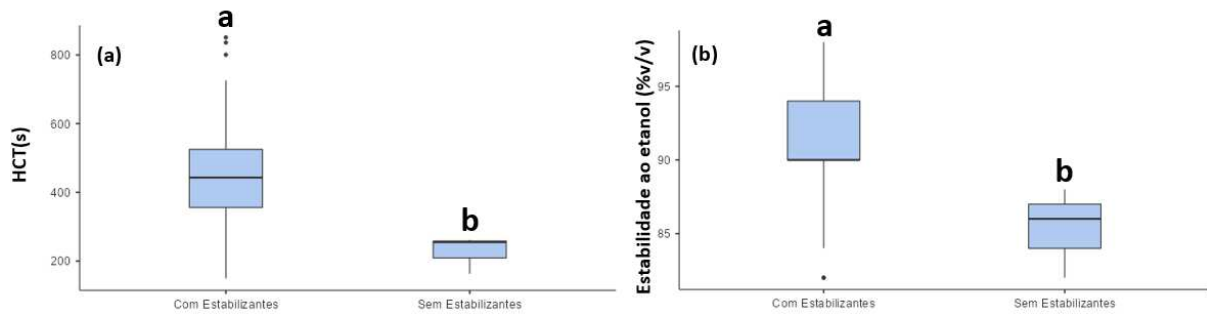 (a)
HCT(s)
800
600
400
200
a
b
Com Estabilizantes
Sem Estabilizantes
(b)
Estabilidade ao etanol (%v/v)
95
90
85
a
b
Com Estabilizantes
Sem Estabilizantes